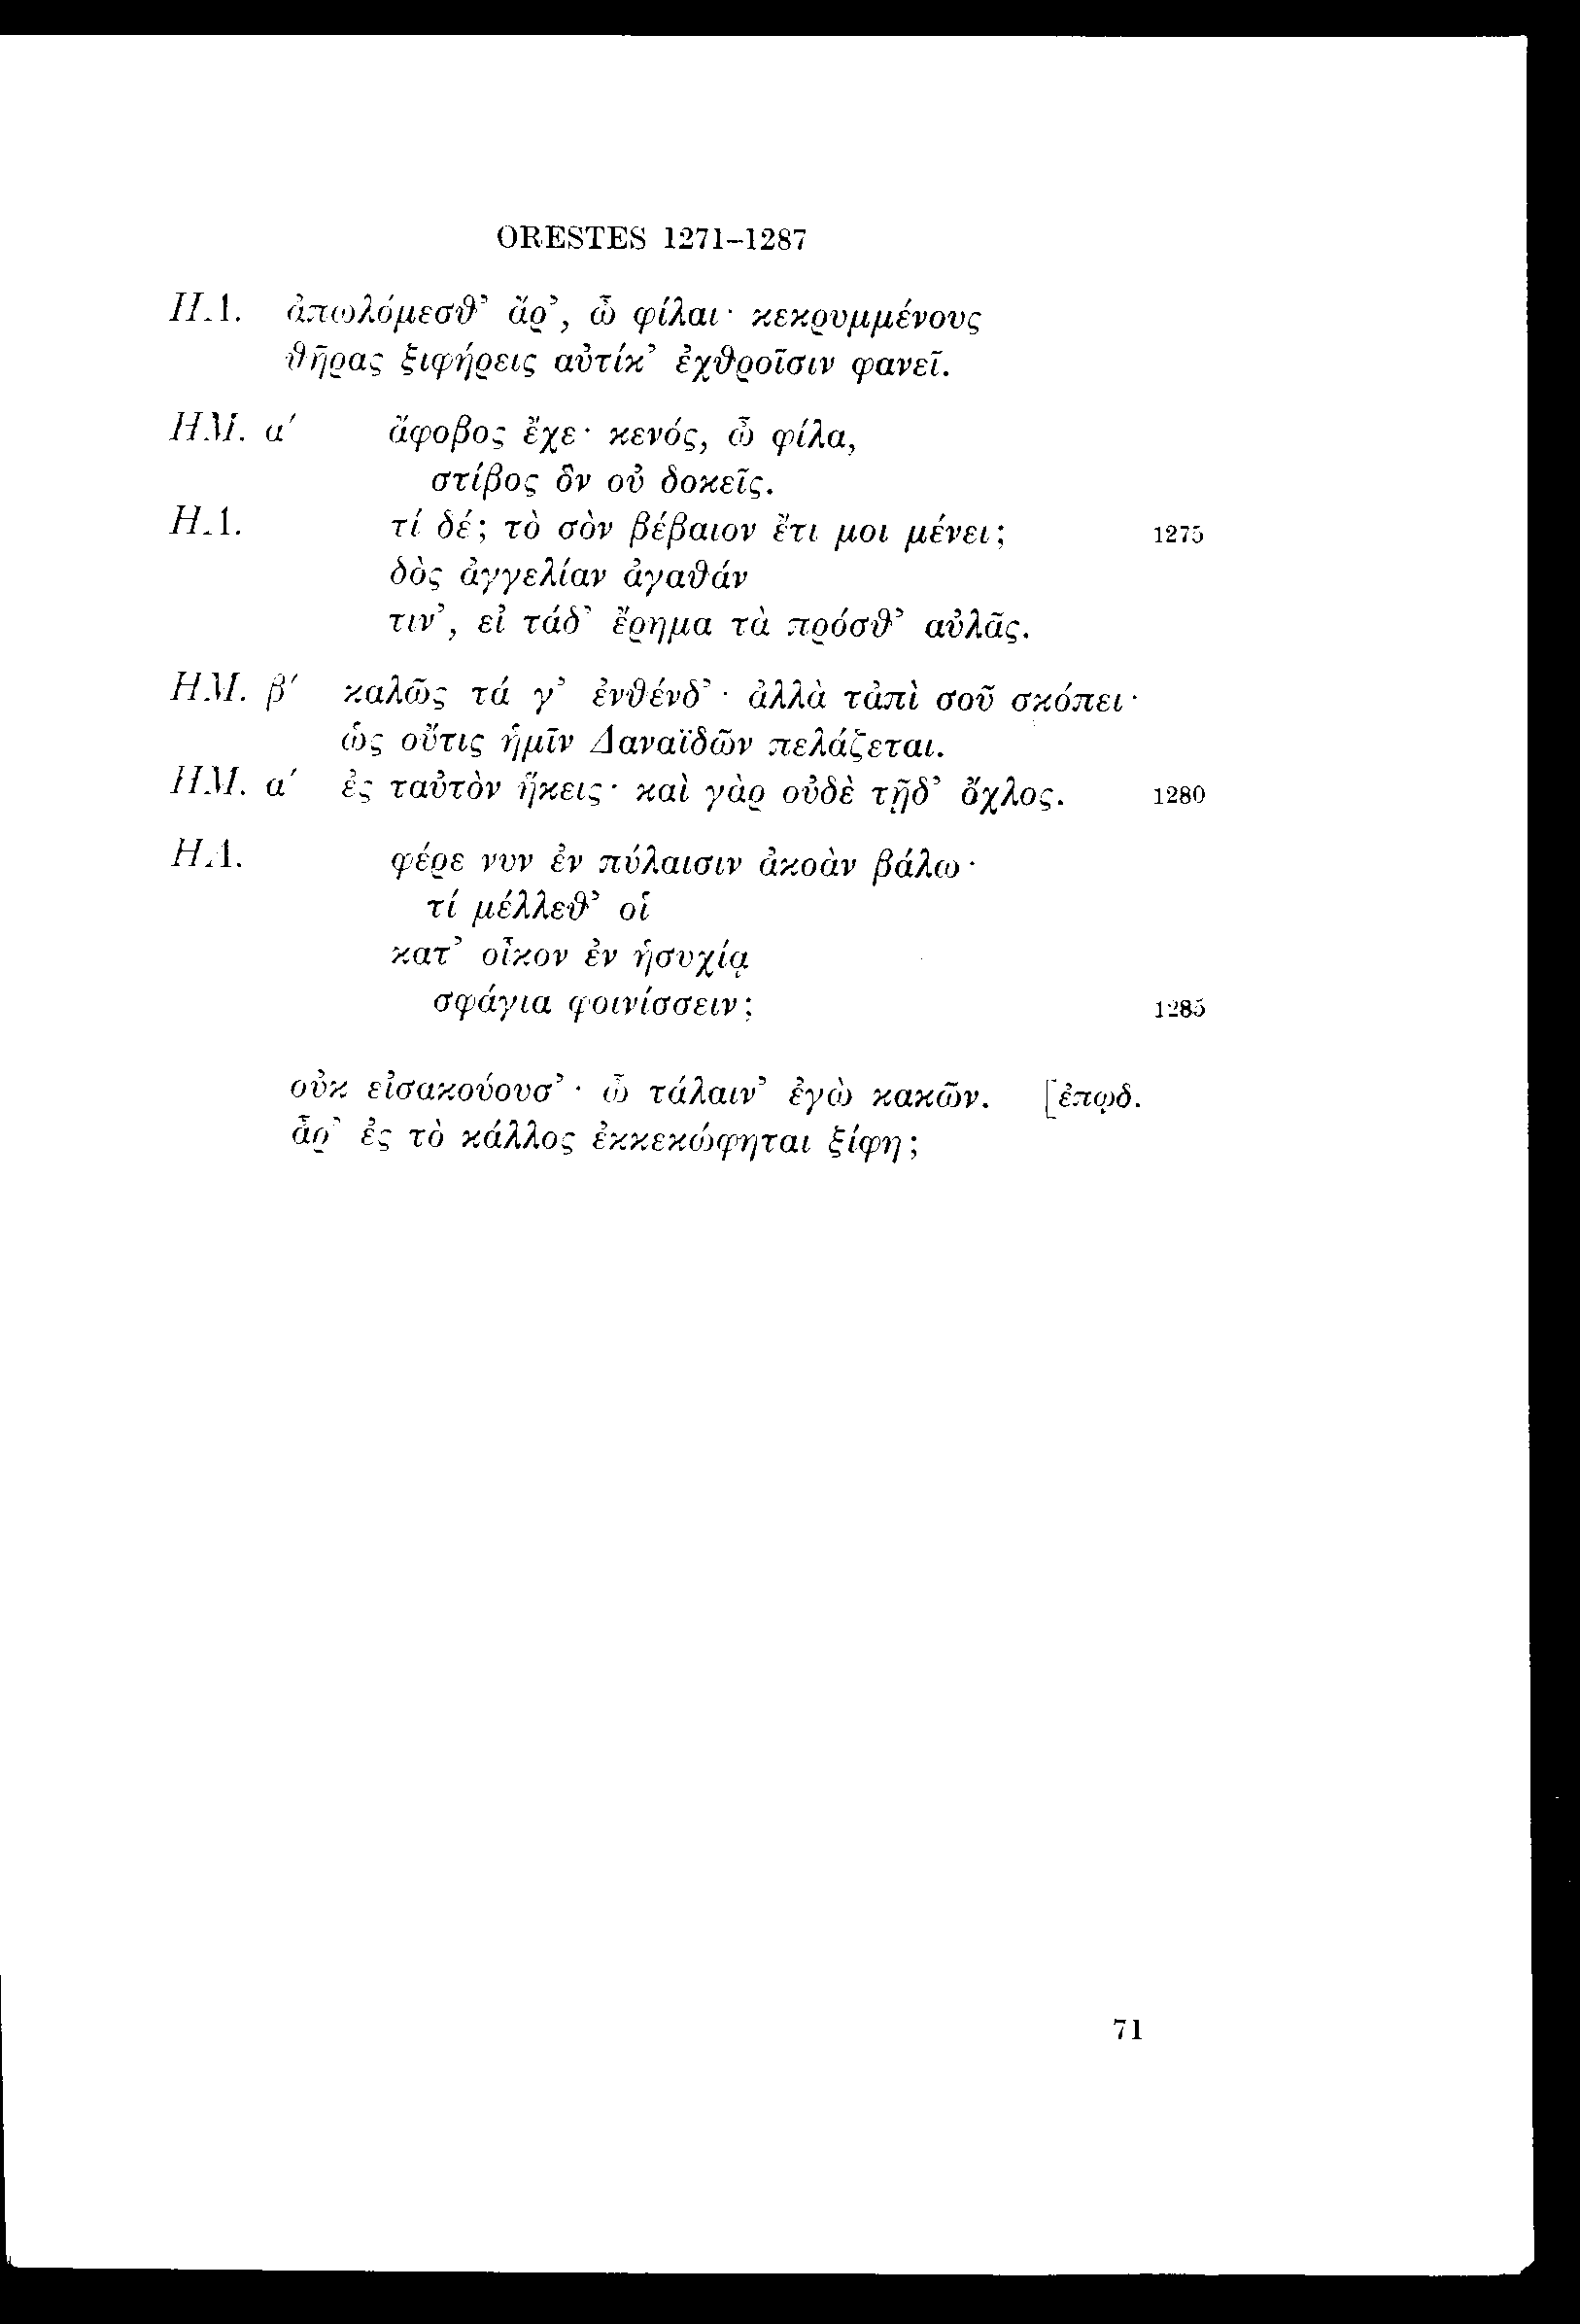 ORESTES 1271–1287
ΗΛ. ἀπωλόμεσθ’ ἄρ’, ὦ φίλαι· κεκρυμμένους
θῆρας ξιφήρεις αὐτίκ’ ἐχθροῖσιν φανεῖ.
ΗΜ. α′ ἄφοβος ἔχε· κενός, ὦ φίλα,
στίβος ὃν οὐ δοκεῖς.
ΗΛ. τί δέ; τὸ σὸν βέβαιον ἔτι μοι μένει; 1275
δὸς ἀγγελίαν ἀγαθάν
τιν’, εἰ τάδ’ ἔρημα τὰ πρόσθ’ αὐλᾶς.
ΗΜ. β′ καλῶς τά γ’ ἐνθένδ’· ἀλλὰ τἀπὶ σοῦ σκόπει·
ὡς οὔτις ἡμῖν Δαναϊδῶν πελάζεται.
ΗΜ. α′ ἐς ταὐτὸν ἥκεις· καὶ γὰρ οὐδὲ τῇδ’ ὄχλος. 1280
ΗΛ. φέρε νυν ἐν πύλαισιν ἀκοὰν βάλω·
τί μέλλεθ’ οἱ
κατ’ οἶκον ἐν ἡσυχίᾳ
σφάγια φοινίσσειν; 1285
οὐκ εἰσακούουσ’· ὦ τάλαιν’ ἐγὼ κακῶν. [ἐπῳδ.
ἆρ’ ἐς τὸ κάλλος ἐκκεκώφηται ξίφη;
71